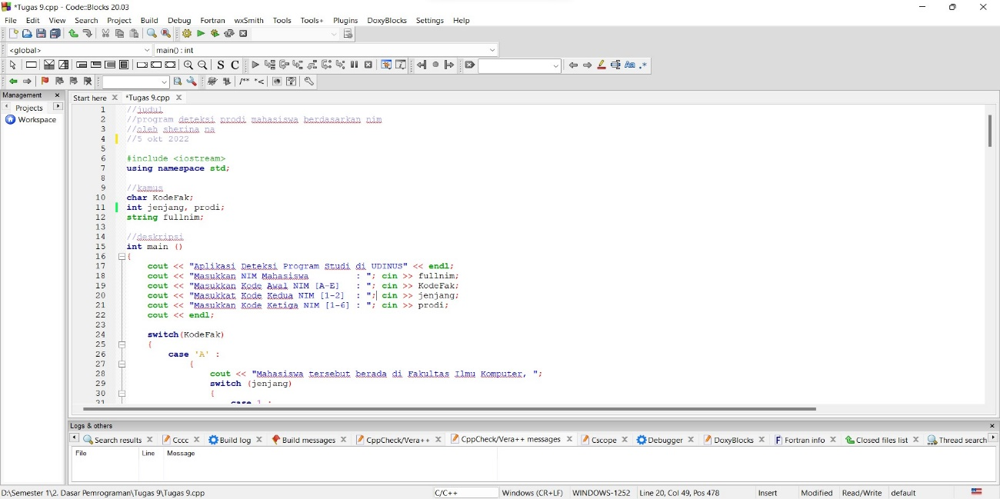 *Tugas 9.cpp - Code::Blocks 20.03
File Edit View Search Project Build Debug Fortran wxSmith Tools Tools+ Plugins DoxyBlocks Settings Help
<global> main() : int
S C
Aa .*
/** *<
Management
Projects
Workspace
Start here *Tugas 9.cpp
1 //judul
2 //program deteksi prodi mahasiswa berdasarkan nim
3 //oleh sherina na
4 //5 okt 2022
5
6 #include <iostream>
7 using namespace std;
8
9 //kamus
10 char KodeFak;
11 int jenjang, prodi;
12 string fullnim;
13
14 //deskripsi
15 int main ()
16 {
17 cout << "Aplikasi Deteksi Program Studi di UDINUS" << endl;
18 cout << "Masukkan NIM Mahasiswa : "; cin >> fullnim;
19 cout << "Masukkan Kode Awal NIM [A-E] : "; cin >> KodeFak;
20 cout << "Masukkat Kode Kedua NIM [1-2] : "; cin >> jenjang;
21 cout << "Masukkan Kode Ketiga NIM [1-6] : "; cin >> prodi;
22 cout << endl;
23
24 switch(KodeFak)
25 {
26 case 'A' :
27 {
28 cout << "Mahasiswa tersebut berada di Fakultas Ilmu Komputer, ";
29 switch (jenjang)
30 {
31 case 1 :
Logs & others
Search results Cccc Build log Build messages CppCheck/Vera++ CppCheck/Vera++ messages Cscope Debugger DoxyBlocks Fortran info Closed files list Thread search
File Line Message
D:\Semester 1\2. Dasar Pemrograman\Tugas 9\Tugas 9.cpp C/C++ Windows (CR+LF) WINDOWS-1252 Line 20, Col 49, Pos 478 Insert Modified Read/Write default